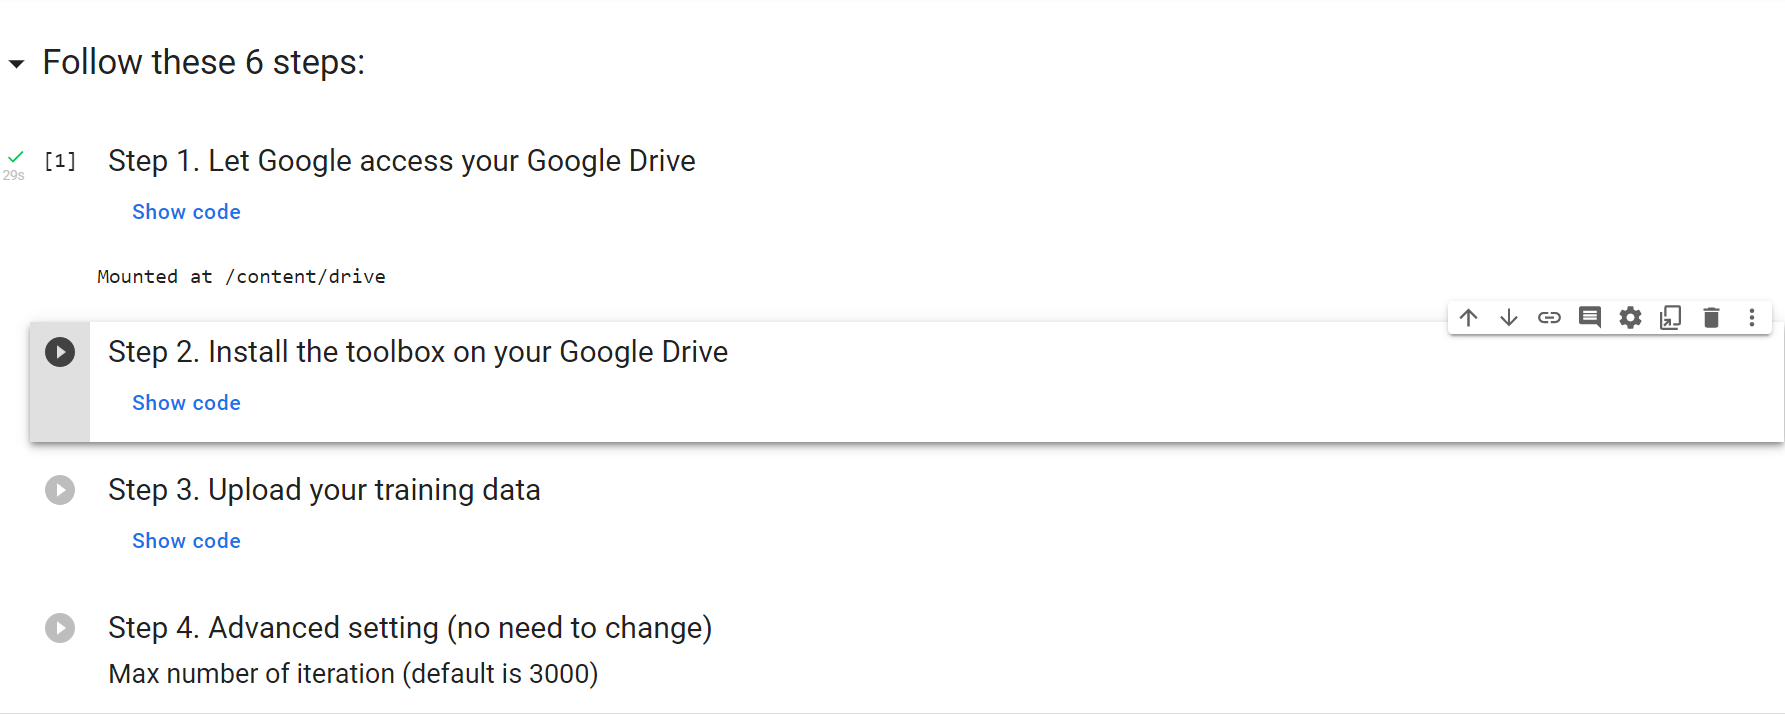 Follow these 6 steps:
[1] Step 1. Let Google access your Google Drive
29s
Show code
Mounted at /content/drive
Step 2. Install the toolbox on your Google Drive
Show code
Step 3. Upload your training data
Show code
Step 4. Advanced setting (no need to change)
Max number of iteration (default is 3000)